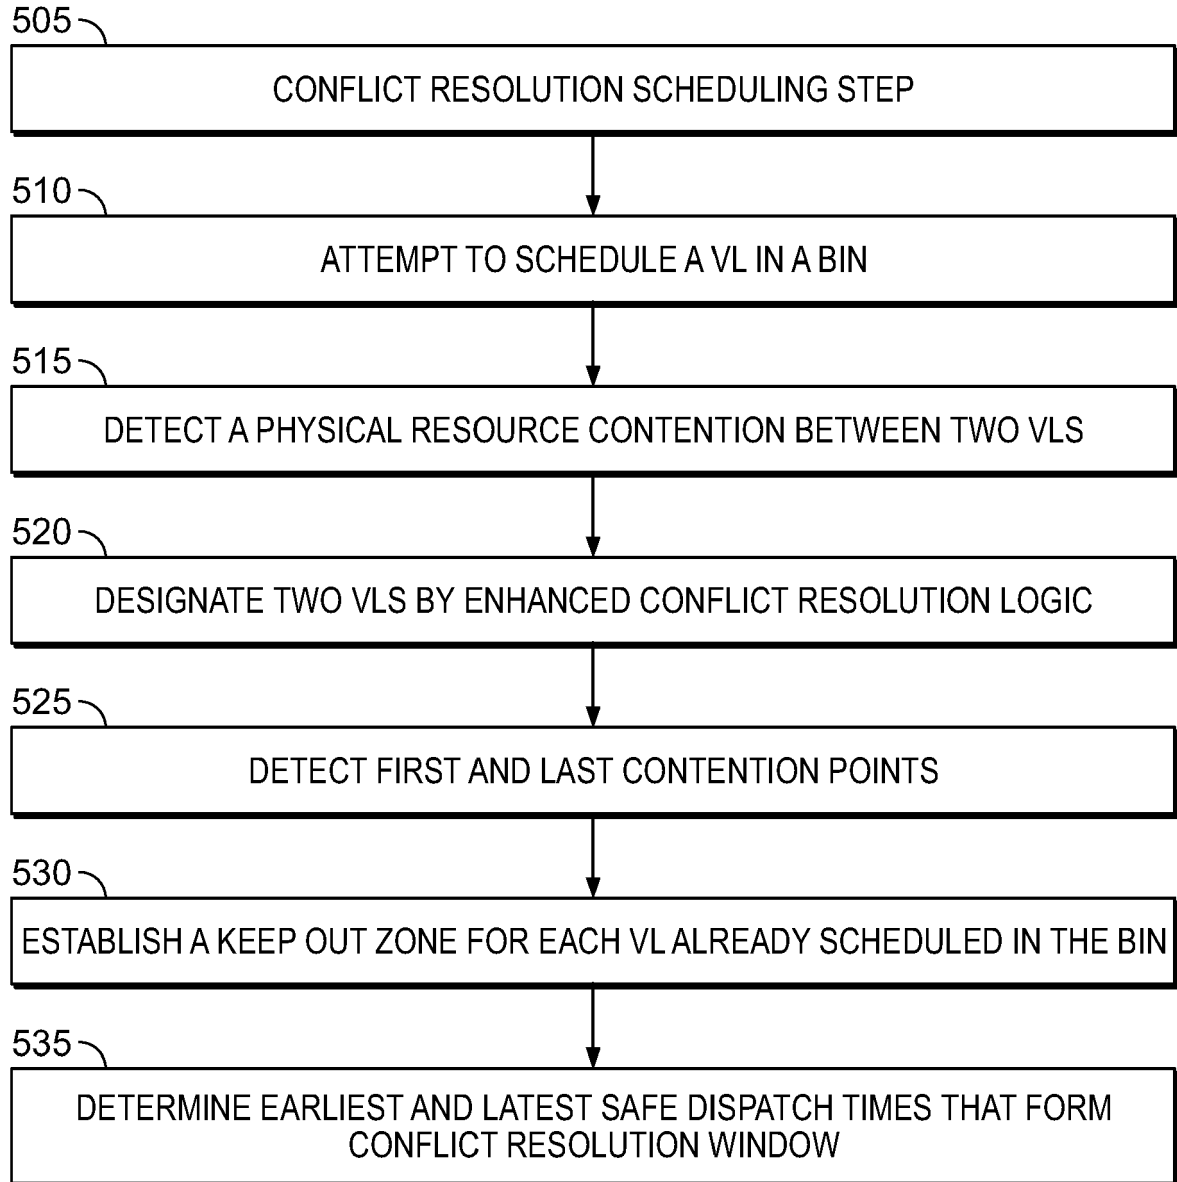 505
CONFLICT RESOLUTION SCHEDULING STEP
510
ATTEMPT TO SCHEDULE A VL IN A BIN
515
DETECT A PHYSICAL RESOURCE CONTENTION BETWEEN TWO VLS
520
DESIGNATE TWO VLS BY ENHANCED CONFLICT RESOLUTION LOGIC
525
DETECT FIRST AND LAST CONTENTION POINTS
530
ESTABLISH A KEEP OUT ZONE FOR EACH VL ALREADY SCHEDULED IN THE BIN
535
DETERMINE EARLIEST AND LATEST SAFE DISPATCH TIMES THAT FORM
CONFLICT RESOLUTION WINDOW